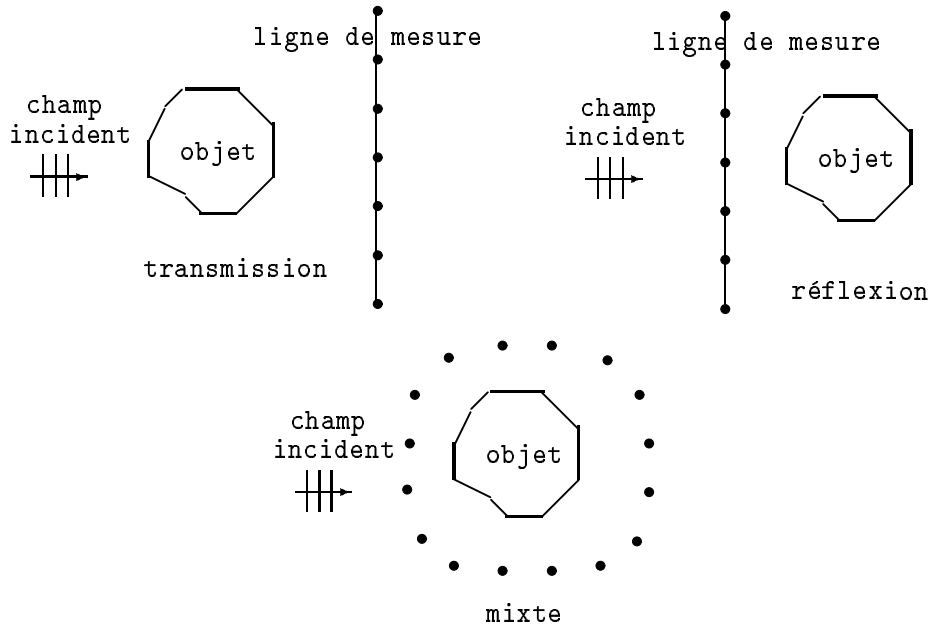 ligne de mesure
champ
incident
objet
transmission
ligne de mesure
champ
incident
objet
réflexion
champ
incident
objet
mixte